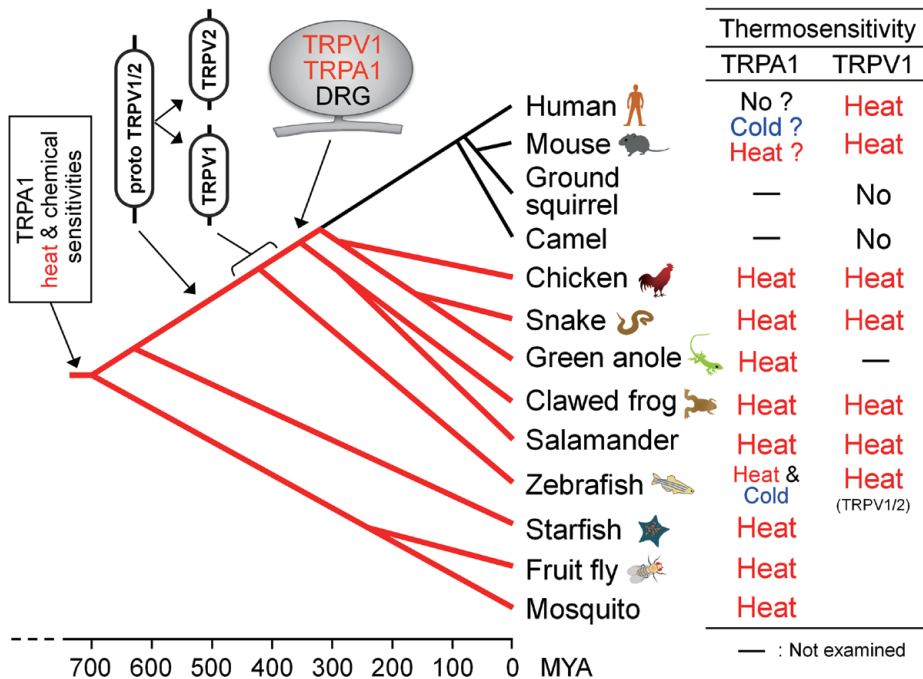 TRPV1
TRPA1
DRG
TRPV2
TRPV1
proto TRPV1/2
TRPA1
heat & chemical
sensitivities
Thermosensitivity
TRPA1 TRPV1
Human No ? Heat
Cold ?
Mouse Heat ? Heat
Ground
squirrel — No
Camel — No
Chicken Heat Heat
Snake Heat Heat
Green anole Heat —
Clawed frog Heat Heat
Salamander Heat Heat
Zebrafish Heat & Heat
Cold (TRPV1/2)
Starfish Heat
Fruit fly Heat
Mosquito Heat
— : Not examined
700 600 500 400 300 200 100 0 MYA